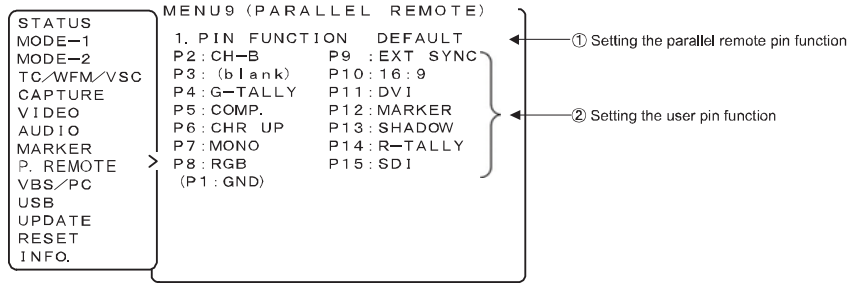 STATUS
MODE-1
MODE-2
TC/WFM/VSC
CAPTURE
VIDEO
AUDIO
MARKER
P. REMOTE >
VBS/PC
USB
UPDATE
RESET
INFO.
MENU9 (PARALLEL REMOTE)
1. PIN FUNCTION DEFAULT
P2:CH-B P9 :EXT SYNC
P3:(blank) P10:16:9
P4:G-TALLY P11:DVI
P5:COMP. P12:MARKER
P6:CHR UP P13:SHADOW
P7:MONO P14:R-TALLY
P8:RGB P15:SDI
(P1:GND)
① Setting the parallel remote pin function
② Setting the user pin function